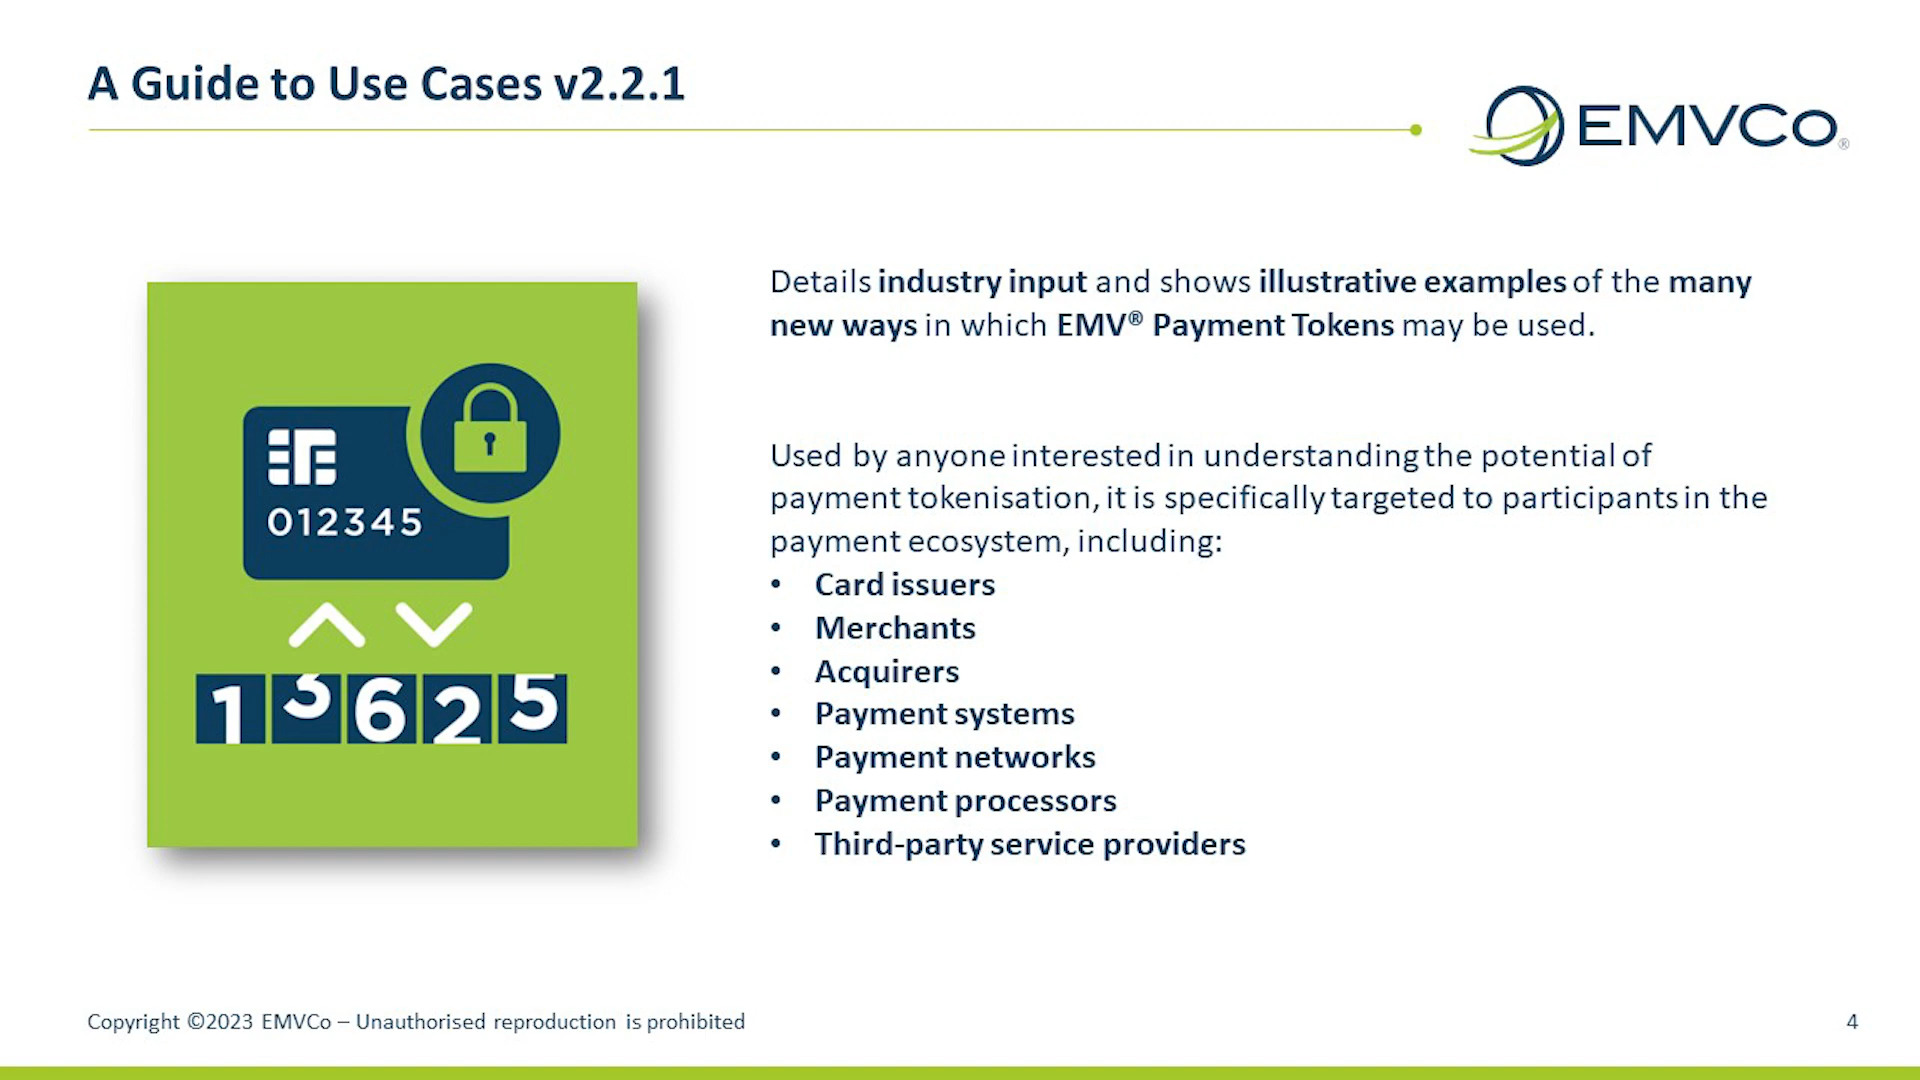 A Guide to Use Cases v2.2.1
EMVCo®
Details industry input and shows illustrative examples of the many
new ways in which EMV® Payment Tokens may be used.
012345
13625
Used by anyone interested in understanding the potential of
payment tokenisation, it is specifically targeted to participants in the
payment ecosystem, including:
• Card issuers
• Merchants
• Acquirers
• Payment systems
• Payment networks
• Payment processors
• Third-party service providers
Copyright ©2023 EMVCo – Unauthorised reproduction is prohibited
4